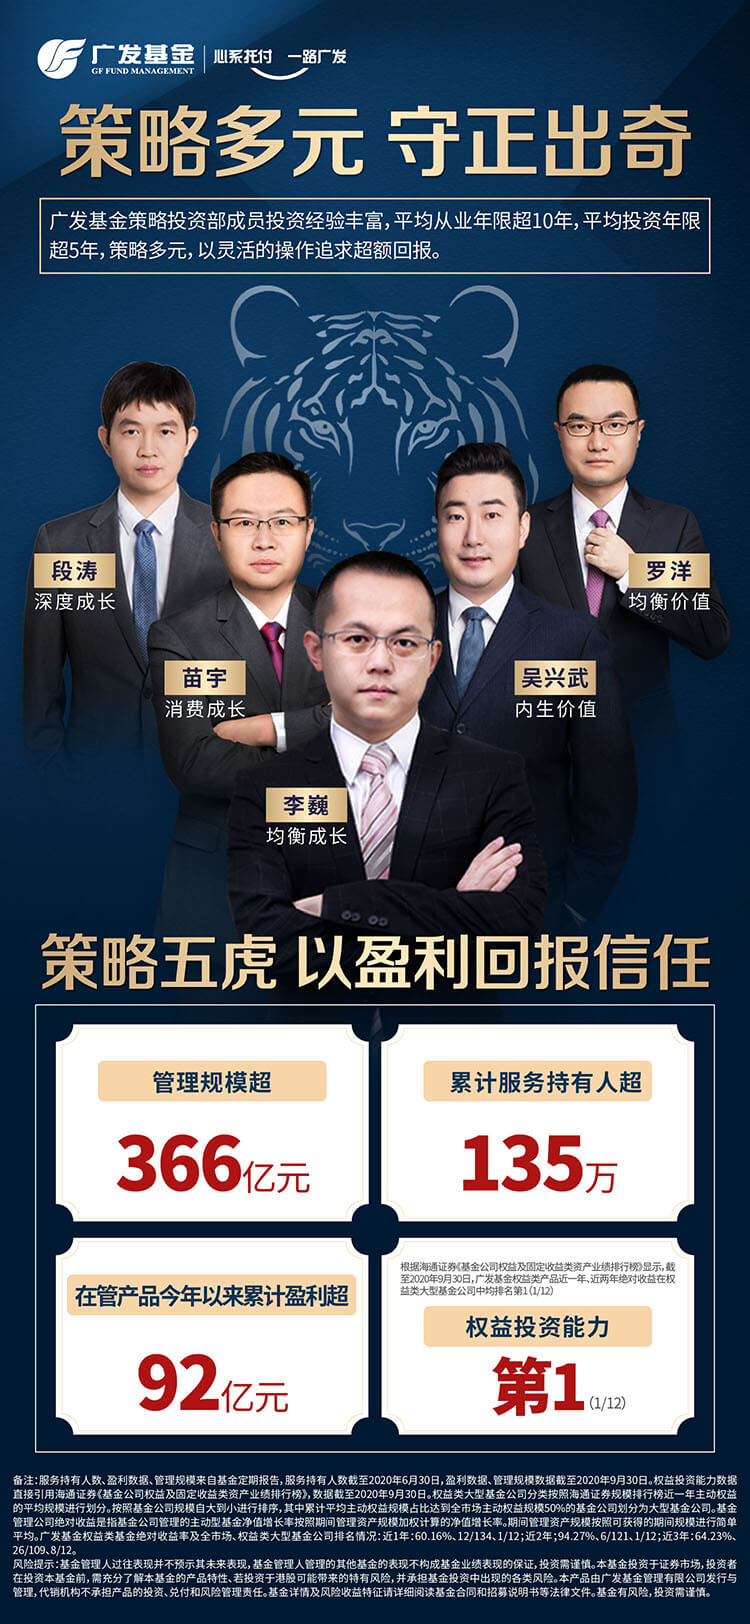 广发基金
GF FUND MANAGEMENT
心系托付 一路广发
策略多元 守正出奇
广发基金策略投资部成员投资经验丰富，平均从业年限超10年，平均投资年限
超5年，策略多元，以灵活的操作追求超额回报。
段涛
深度成长
罗洋
均衡价值
苗宇
消费成长
吴兴武
内生价值
李巍
均衡成长
策略五虎 以盈利回报信任
管理规模超
366亿元
累计服务持有人超
135万
在管产品今年以来累计盈利超
92亿元
根据海通证券《基金公司权益及固定收益类资产业绩排行榜》显示，截
至2020年9月30日，广发基金权益类产品近一年、近两年绝对收益在权
益类大型基金公司中均排名第1（1/12）
权益投资能力
第1（1/12）
备注：服务持有人数、盈利数据、管理规模来自基金定期报告，服务持有人数截至2020年6月30日，盈利数据、管理规模数据截至2020年9月30日。权益投资能力数据
直接引用海通证券《基金公司权益及固定收益类资产业绩排行榜》，数据截至2020年9月30日。权益类大型基金公司分类按照海通证券规模排行榜近一年主动权益
的平均规模进行划分。按照基金公司规模自大到小进行排序，其中累计平均主动权益规模占比达到全市场主动权益规模50%的基金公司划分为大型基金公司。基金
管理公司绝对收益是指基金公司管理的主动型基金净值增长率按照期间管理资产规模加权计算的净值增长率。期间管理资产规模按照可获得的期间规模进行简单
平均。广发基金权益类基金绝对收益率及全市场、权益类大型基金公司排名情况：近1年：60.16%、12/134、1/12；近2年；94.27%、6/121、1/12；近3年：64.23%、
26/109、8/12。
风险提示：基金管理人过往表现并不预示其未来表现，基金管理人管理的其他基金的表现不构成基金业绩表现的保证，投资需谨慎。本基金投资于证券市场，投资者
在投资本基金前，需充分了解本基金的产品特性、若投资于港股可能带来的特有风险，并承担基金投资中出现的各类风险。本产品由广发基金管理有限公司发行与
管理，代销机构不承担产品的投资、兑付和风险管理责任。基金详情及风险收益特征请详细阅读基金合同和招募说明书等法律文件。基金有风险，投资需谨慎。